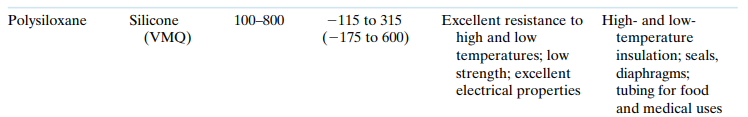 Polysiloxane Silicone 100–800 −115 to 315 Excellent resistance to High- and low-
(VMQ) (−175 to 600) high and low temperature
temperatures; low insulation; seals,
strength; excellent diaphragms;
electrical properties tubing for food
and medical uses